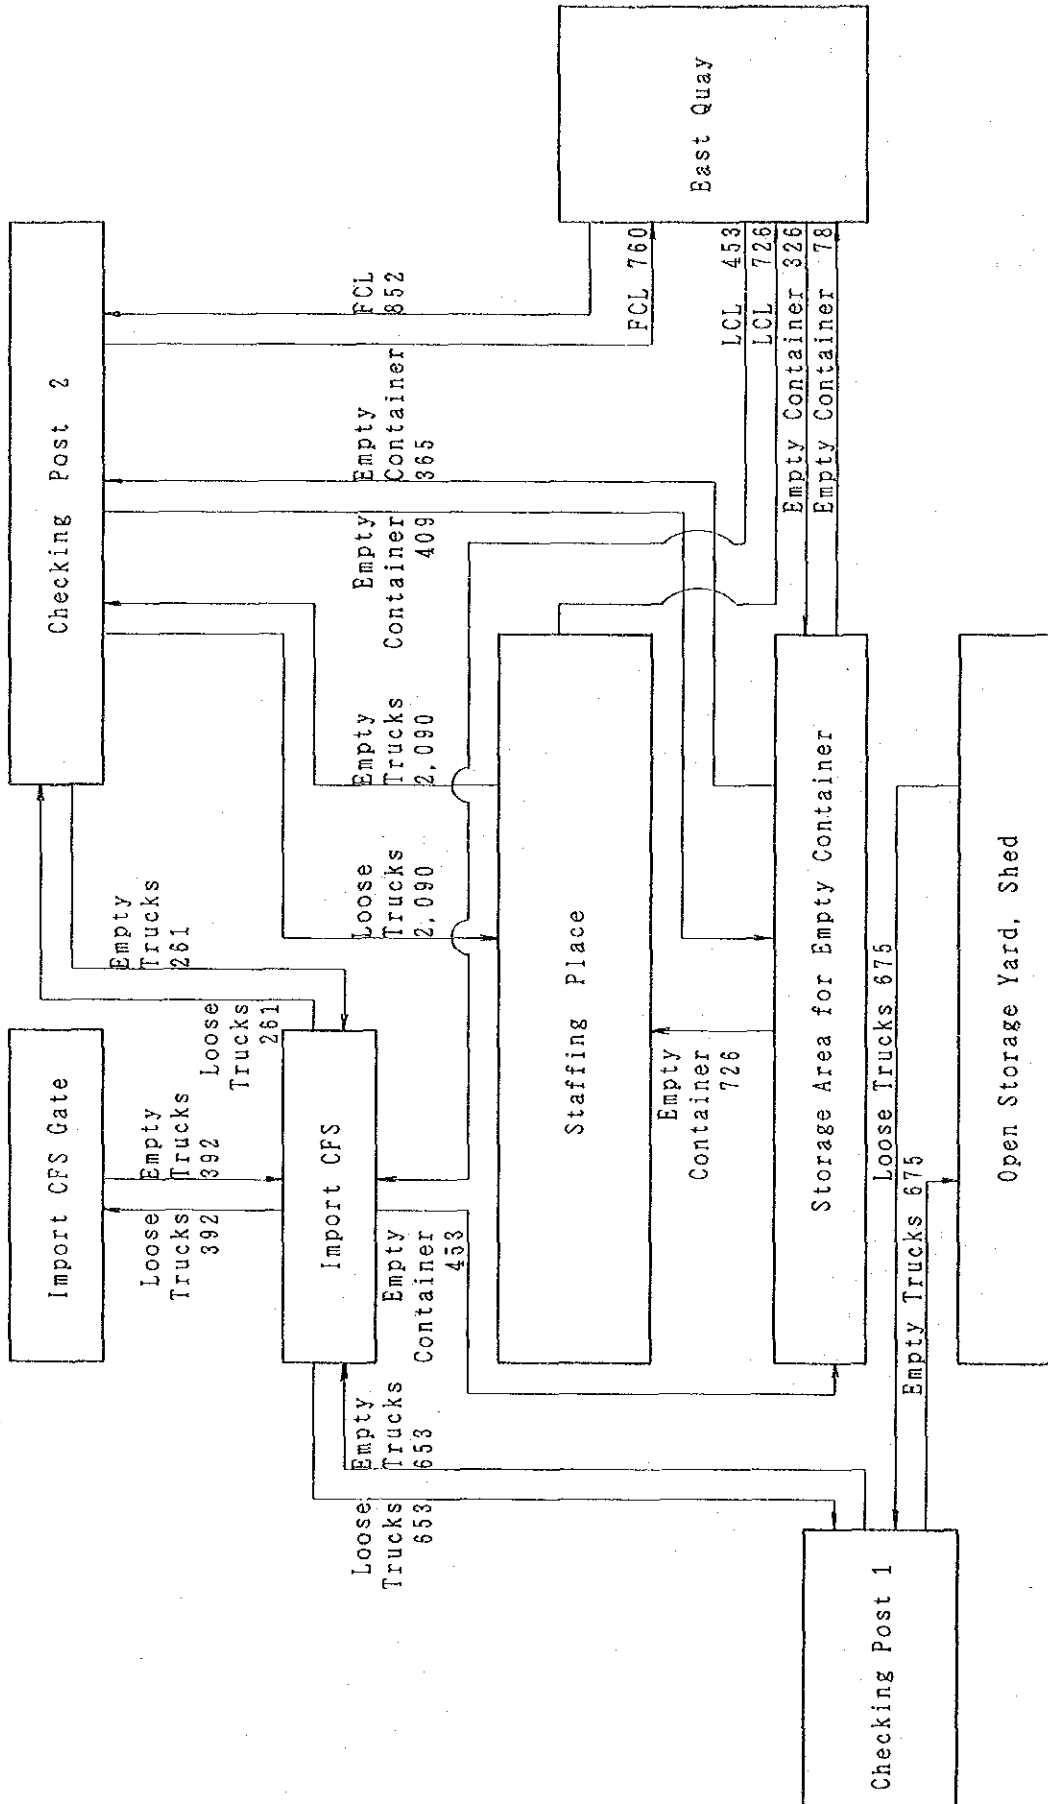 Checking Post 2
East Quay
FCL
852
FCL 760
LCL 453
LCL 726
Empty Container 326
Empty Container 78
Empty
Container
365
Empty
Container
409
Empty
Trucks
2,090
Loose
Trucks
2,090
Empty
Trucks
261
Loose
Trucks
261
Import CFS Gate
Empty
Trucks
392
Loose
Trucks
392
Import CFS
Empty
Container
453
Staffing Place
Empty
Container
726
Storage Area for Empty Container
Loose Trucks 675
Empty Trucks 675
Open Storage Yard, Shed
Empty
Trucks
653
Loose
Trucks
653
Checking Post 1